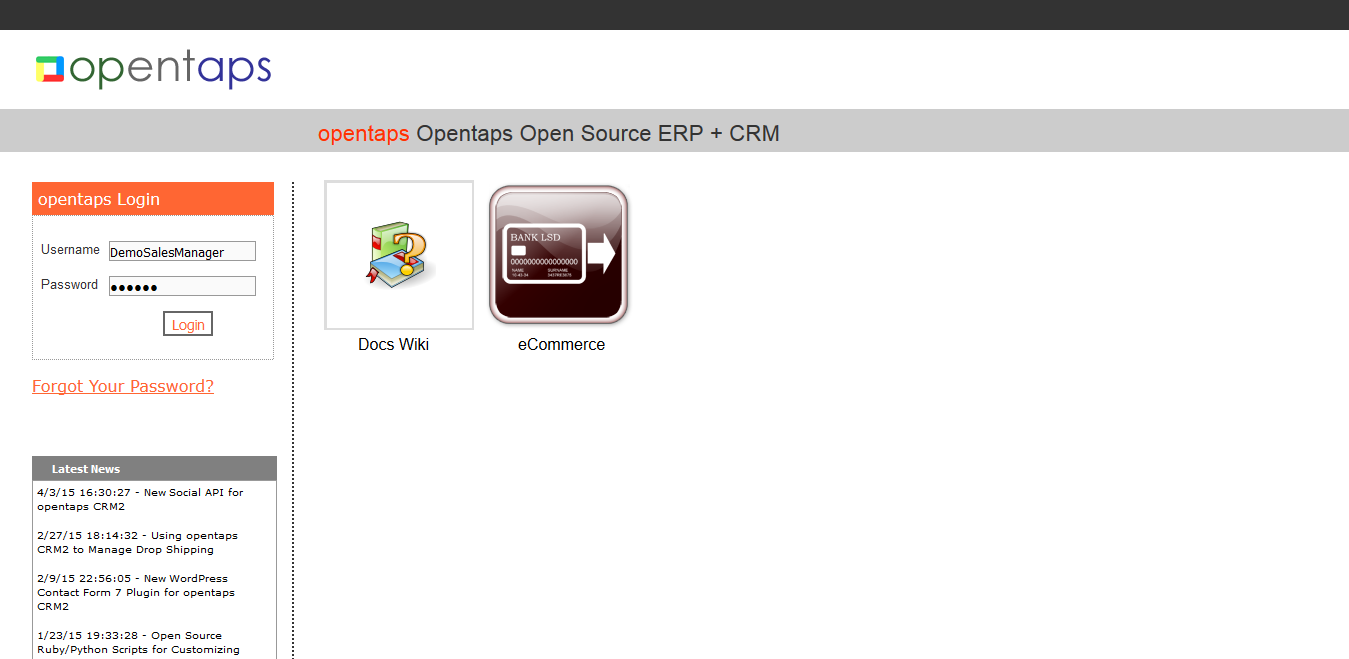 opentaps
opentaps Opentaps Open Source ERP + CRM
opentaps Login
Username DemoSalesManager
Password ●●●●●●
Login
Forgot Your Password?
BANK LSD
0000000000000000
NAME SURNAME
Docs Wiki
eCommerce
Latest News
4/3/15 16:30:27 - New Social API for
opentaps CRM2
2/27/15 18:14:32 - Using opentaps
CRM2 to Manage Drop Shipping
2/9/15 22:56:05 - New WordPress
Contact Form 7 Plugin for opentaps
CRM2
1/23/15 19:33:28 - Open Source
Ruby/Python Scripts for Customizing